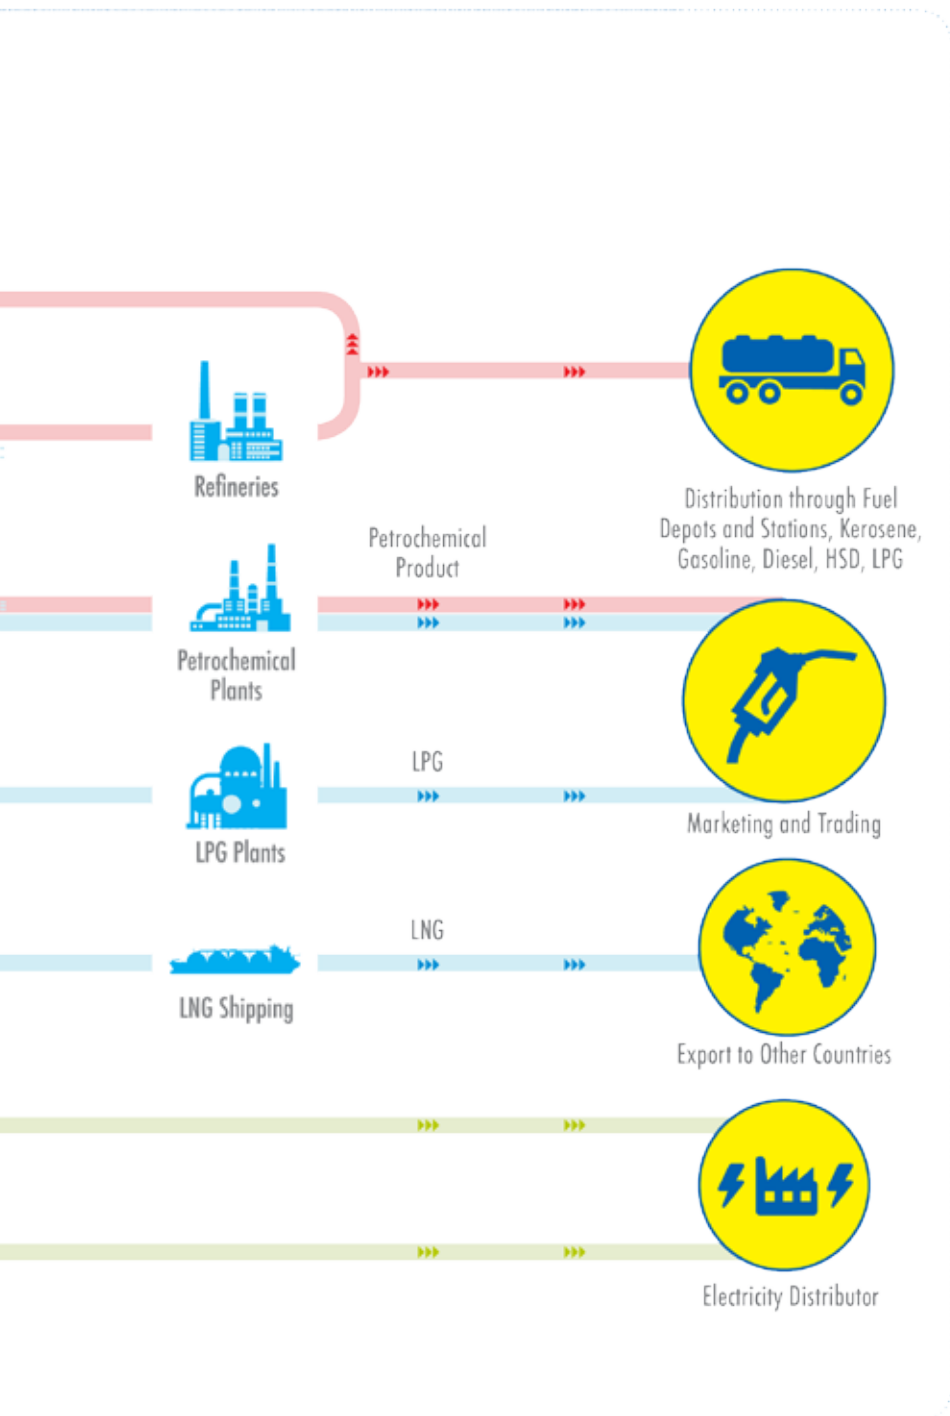 Refineries
Distribution through Fuel
Depots and Stations, Kerosene,
Gasoline, Diesel, HSD, LPG
Petrochemical
Product
Petrochemical
Plants
LPG
Marketing and Trading
LPG Plants
LNG
LNG Shipping
Export to Other Countries
Electricity Distributor